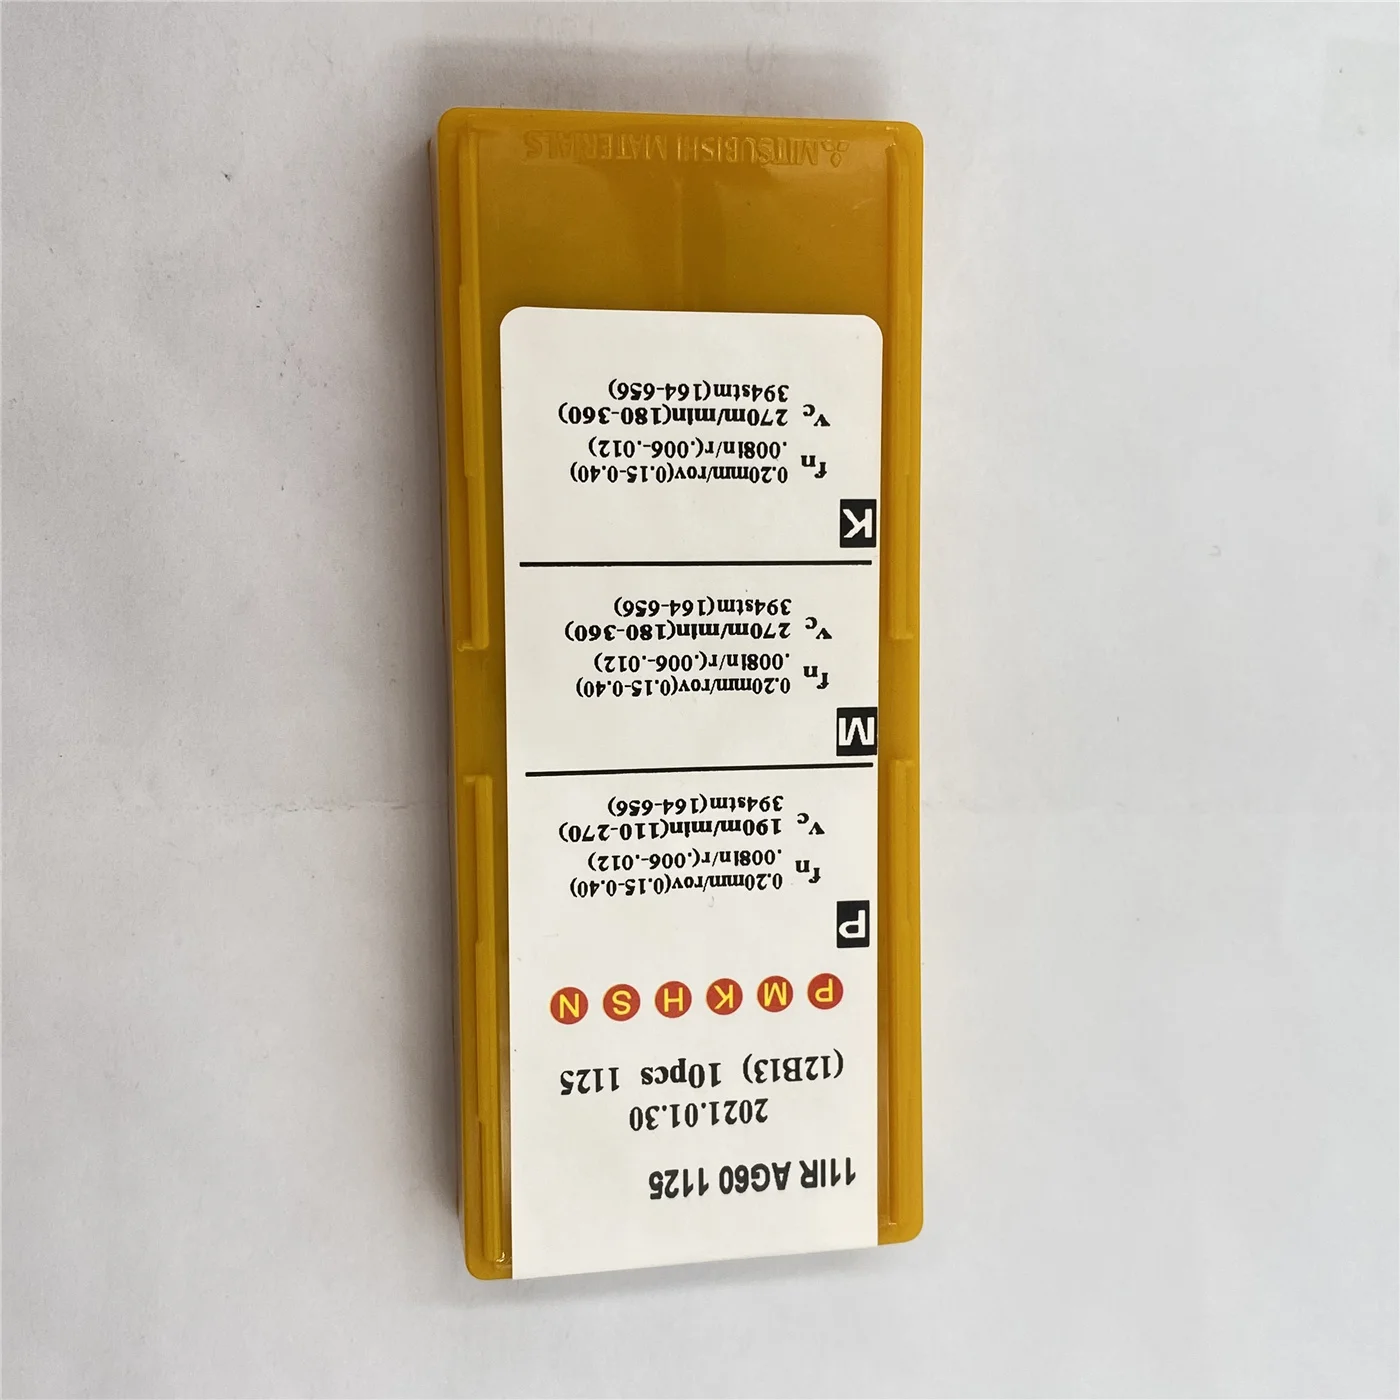 11IR AG60 1125
2021.01.30
(12B13) 10pcs 1125
P M K H S N
P
fn 0.20mm/rov(0.15-0.40)
.008in/r(.006-.012)
vc 190m/min(110-270)
394stm(164-656)
M
fn 0.20mm/rov(0.15-0.40)
.008in/r(.006-.012)
vc 270m/min(180-360)
394stm(164-656)
K
fn 0.20mm/rov(0.15-0.40)
.008in/r(.006-.012)
vc 270m/min(180-360)
394stm(164-656)
MITSUBISHI MATERIALS